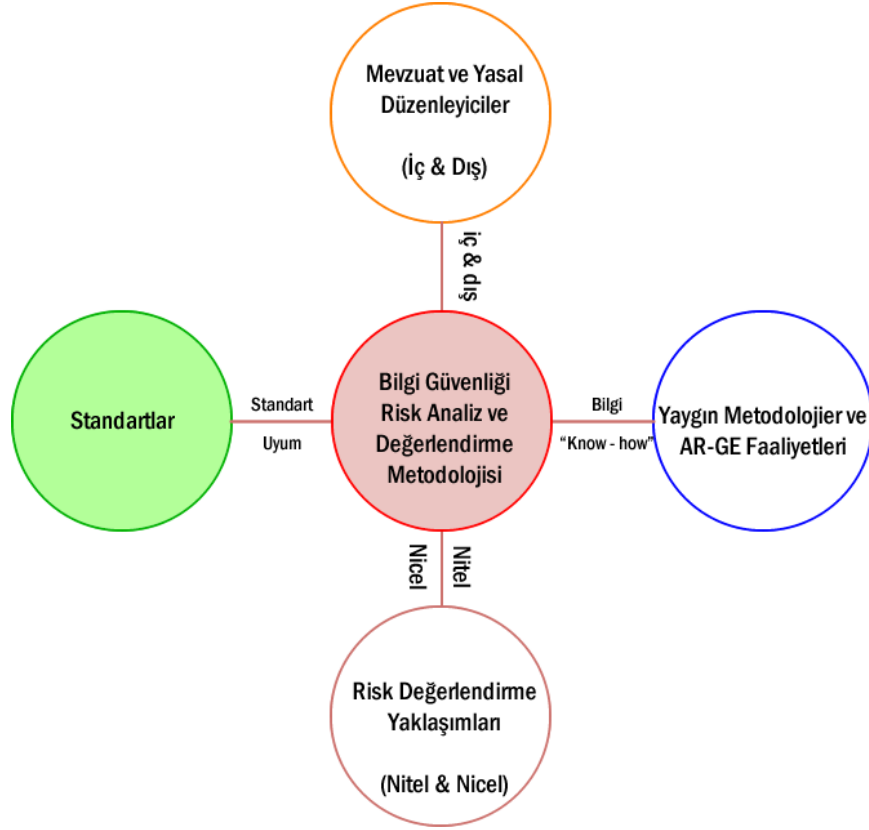 Mevzuat ve Yasal
Düzenleyiciler
(İç & Dış)
iç & dış
Standartlar
Standart
Uyum
Bilgi Güvenliği
Risk Analiz ve
Değerlendirme
Metodolojisi
Bilgi
“Know - how”
Yaygın Metodolojier ve
AR-GE Faaliyetleri
Nicel
Nitel
Risk Değerlendirme
Yaklaşımları
(Nitel & Nicel)